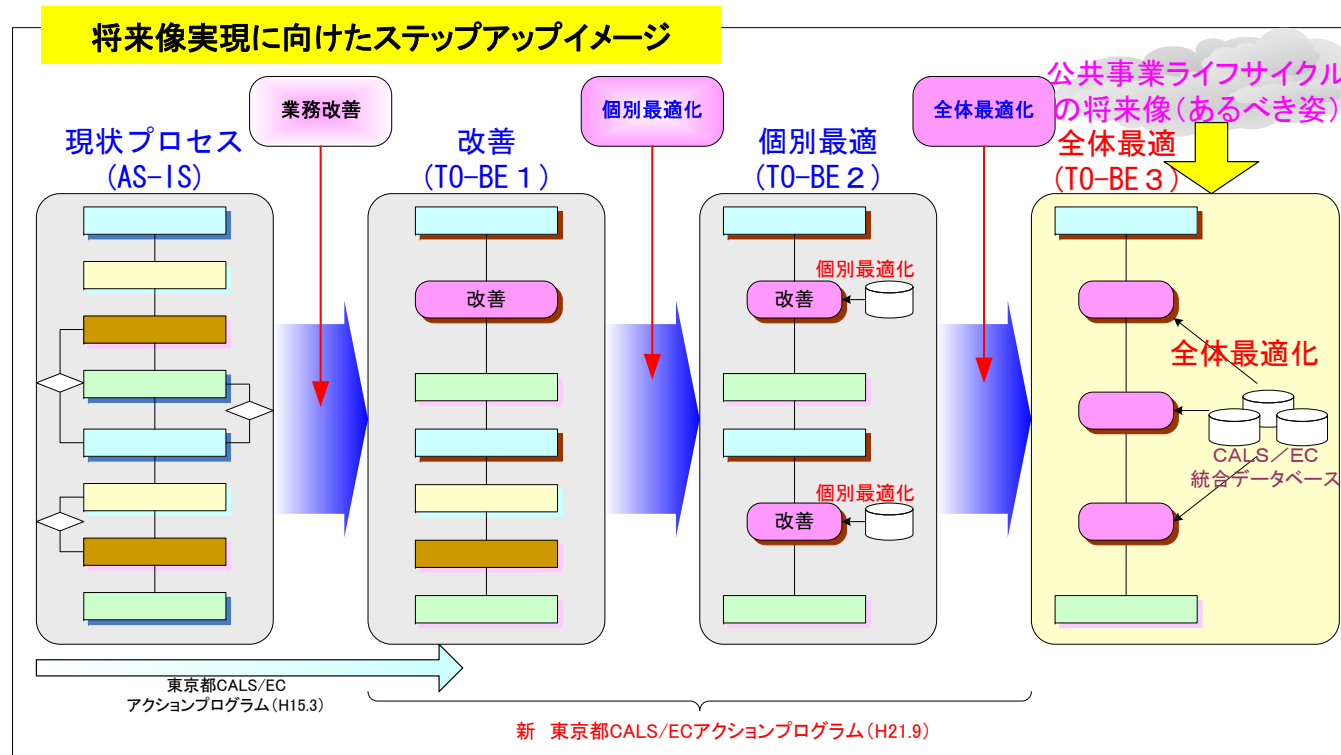 将来像実現に向けたステップアップイメージ
業務改善
個別最適化
全体最適化
公共事業ライフサイクル
の将来像(あるべき姿)
現状プロセス
(AS-IS)
改善
(TO-BE１)
個別最適
(TO-BE２)
全体最適
(TO-BE３)
改善
個別最適化
改善
個別最適化
改善
全体最適化
CALS／EC
統合データベース
東京都CALS/EC
アクションプログラム(H15.3)
新　東京都CALS/ECアクションプログラム(H21.9)